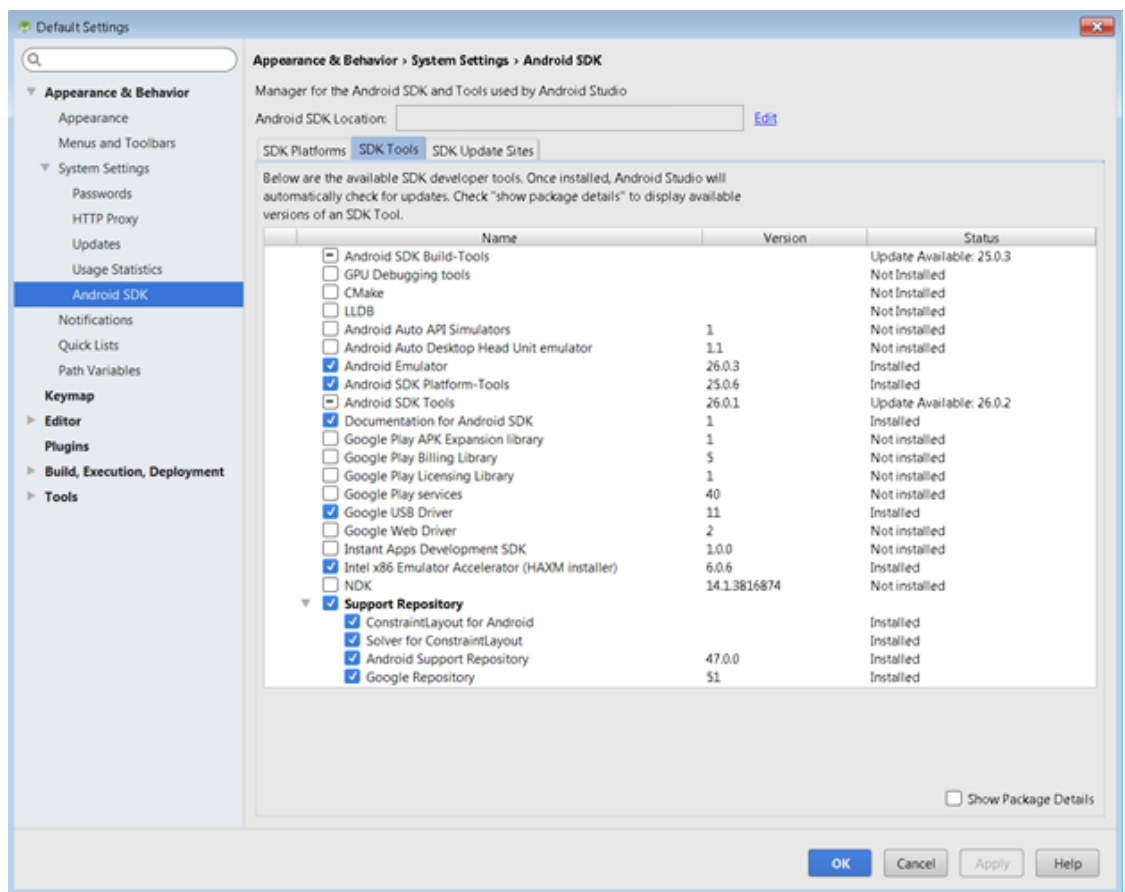 Default Settings
Appearance & Behavior › System Settings › Android SDK
Appearance & Behavior
Appearance
Menus and Toolbars
System Settings
Passwords
HTTP Proxy
Updates
Usage Statistics
Android SDK
Notifications
Quick Lists
Path Variables
Keymap
Editor
Plugins
Build, Execution, Deployment
Tools
Manager for the Android SDK and Tools used by Android Studio
Android SDK Location: Edit
SDK Platforms SDK Tools SDK Update Sites
Below are the available SDK developer tools. Once installed, Android Studio will
automatically check for updates. Check "show package details" to display available
versions of an SDK Tool.
Name Version Status
Android SDK Build-Tools Update Available: 25.0.3
GPU Debugging tools Not Installed
CMake Not Installed
LLDB Not Installed
Android Auto API Simulators 1 Not installed
Android Auto Desktop Head Unit emulator 1.1 Not installed
Android Emulator 26.0.3 Installed
Android SDK Platform-Tools 25.0.6 Installed
Android SDK Tools 26.0.1 Update Available: 26.0.2
Documentation for Android SDK 1 Installed
Google Play APK Expansion library 1 Not installed
Google Play Billing Library 5 Not installed
Google Play Licensing Library 1 Not installed
Google Play services 40 Not installed
Google USB Driver 11 Installed
Google Web Driver 2 Not installed
Instant Apps Development SDK 1.0.0 Not installed
Intel x86 Emulator Accelerator (HAXM installer) 6.0.6 Installed
NDK 14.1.3816874 Not installed
Support Repository
ConstraintLayout for Android Installed
Solver for ConstraintLayout Installed
Android Support Repository 47.0.0 Installed
Google Repository 51 Installed
Show Package Details
OK Cancel Apply Help